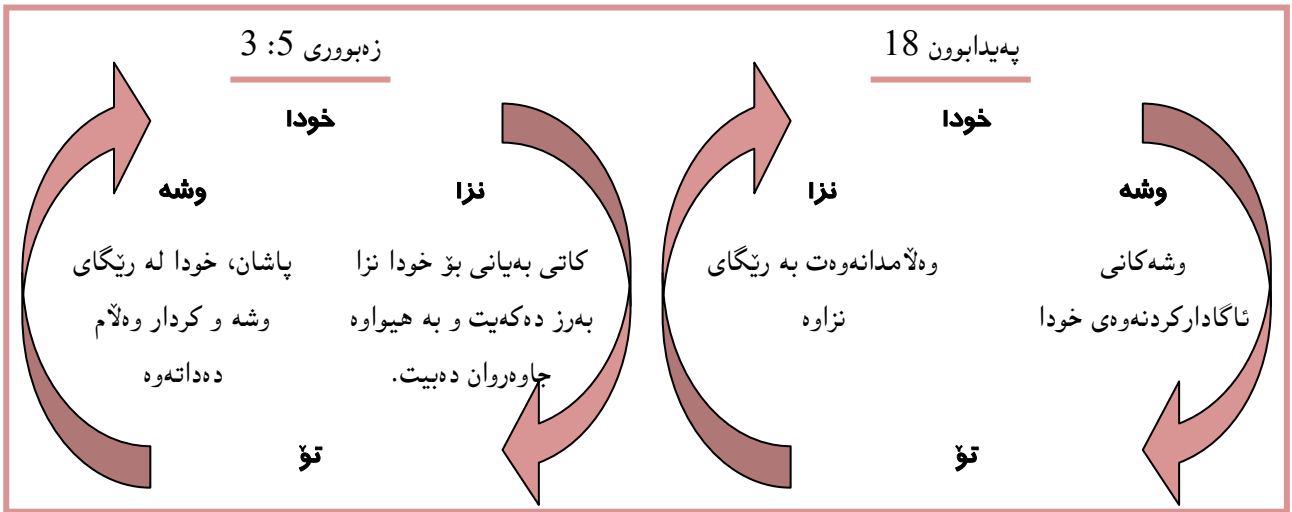 پەیدابوون 18
خودا
وشە
وشەکانی
ئاگادارکردنەوەی خودا
نزا
وەڵامدانەوەت بە ڕێگای
نزاوە
تۆ
زەبووری 5: 3
خودا
نزا
کاتی بەیانی بۆ خودا نزا
بەرز دەکەیت و بە هیواوە
چاوەروان دەبیت.
وشە
پاشان، خودا لە ڕێگای
وشە و کردار وەڵام
دەداتەوە
تۆ